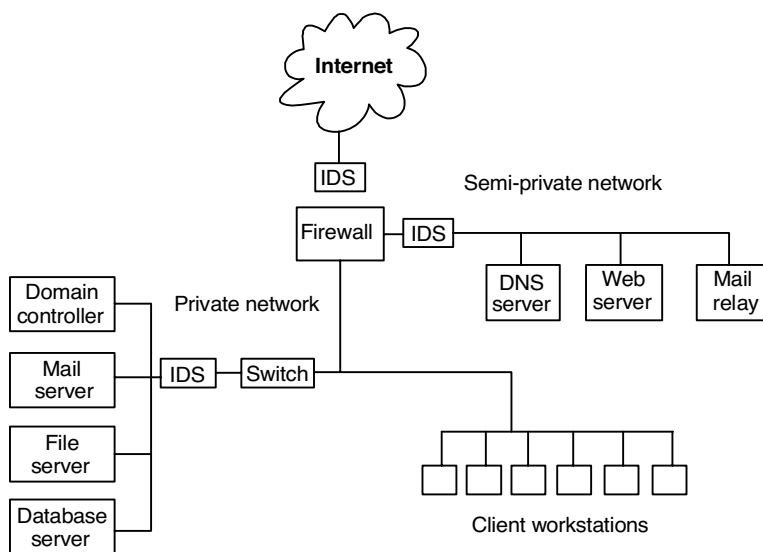 Internet
IDS
Semi-private network
Firewall
IDS
DNS
server
Web
server
Mail
relay
Domain
controller
Private network
Mail
server
IDS
Switch
File
server
Database
server
Client workstations